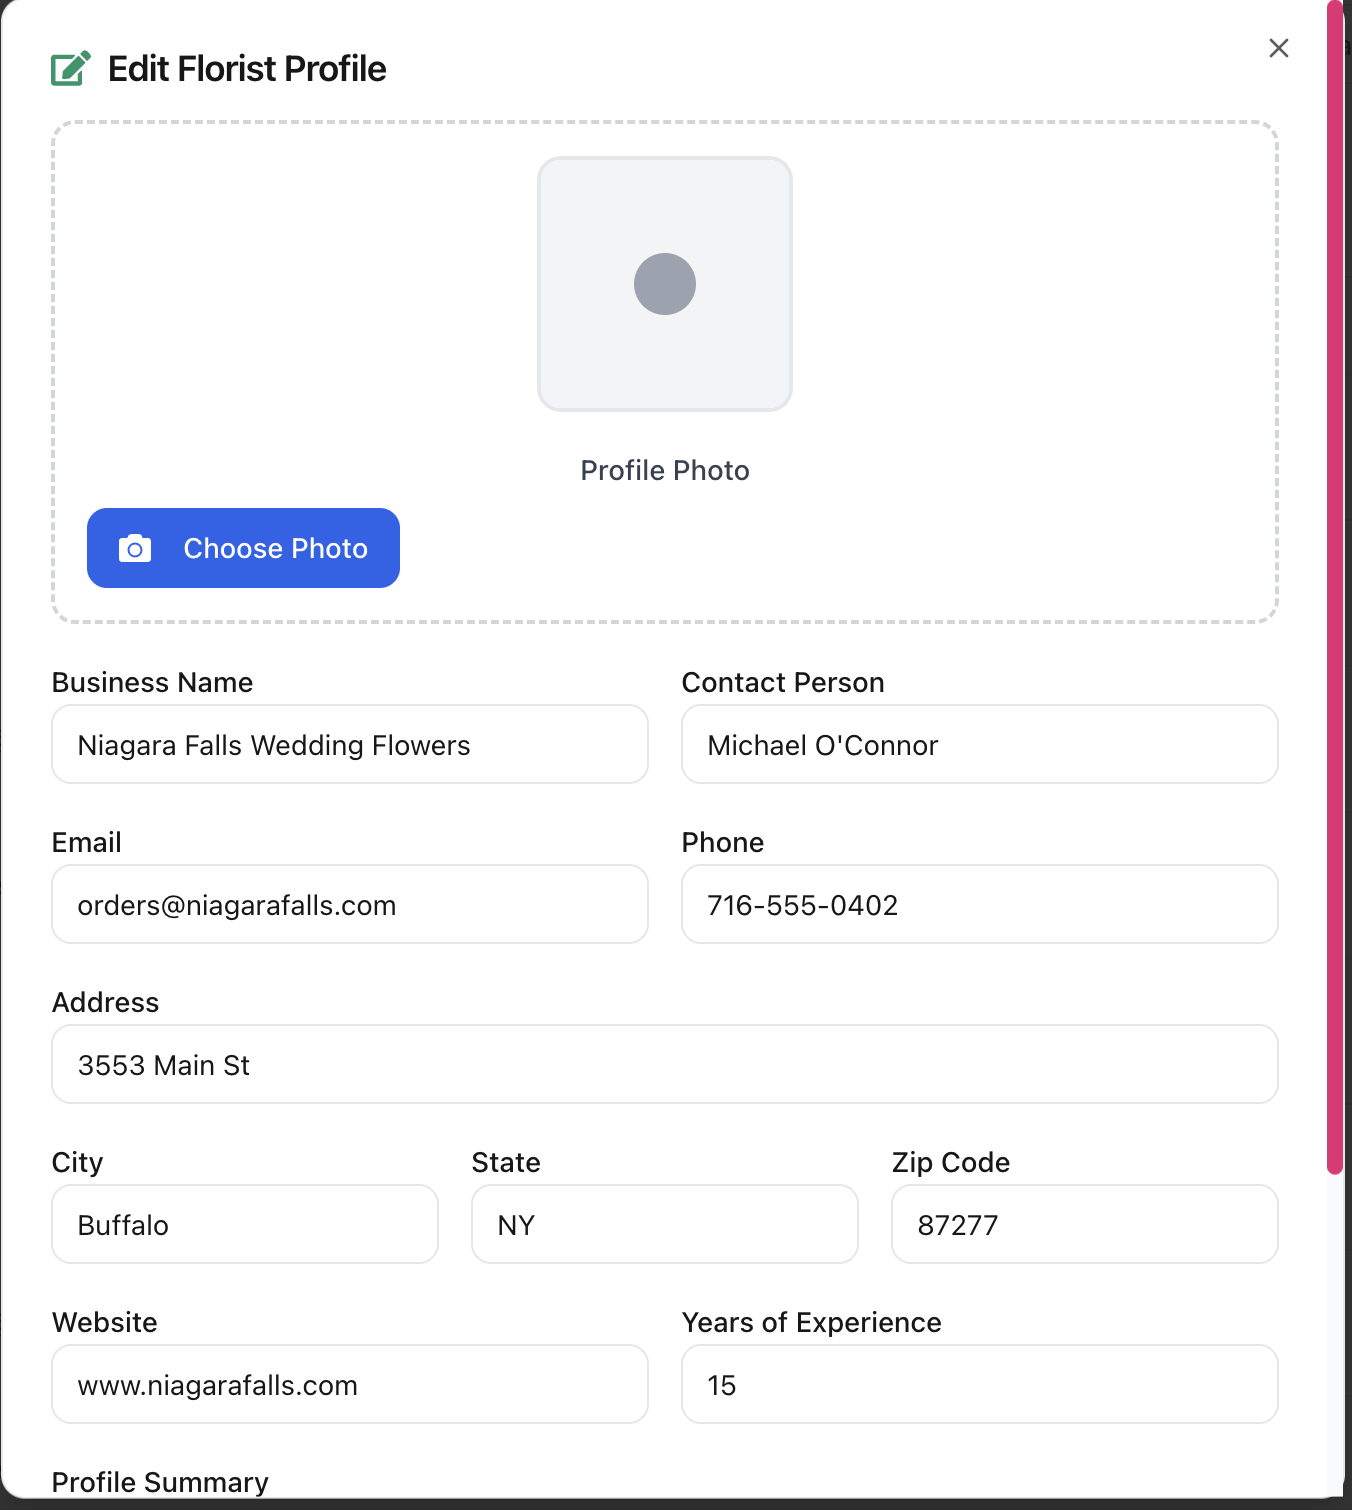 Edit Florist Profile
Profile Photo
Choose Photo
Business Name
Contact Person
Niagara Falls Wedding Flowers
Michael O'Connor
Email
Phone
orders@niagarafalls.com
716-555-0402
Address
3553 Main St
City
State
Zip Code
Buffalo
NY
87277
Website
Years of Experience
www.niagarafalls.com
15
Profile Summary